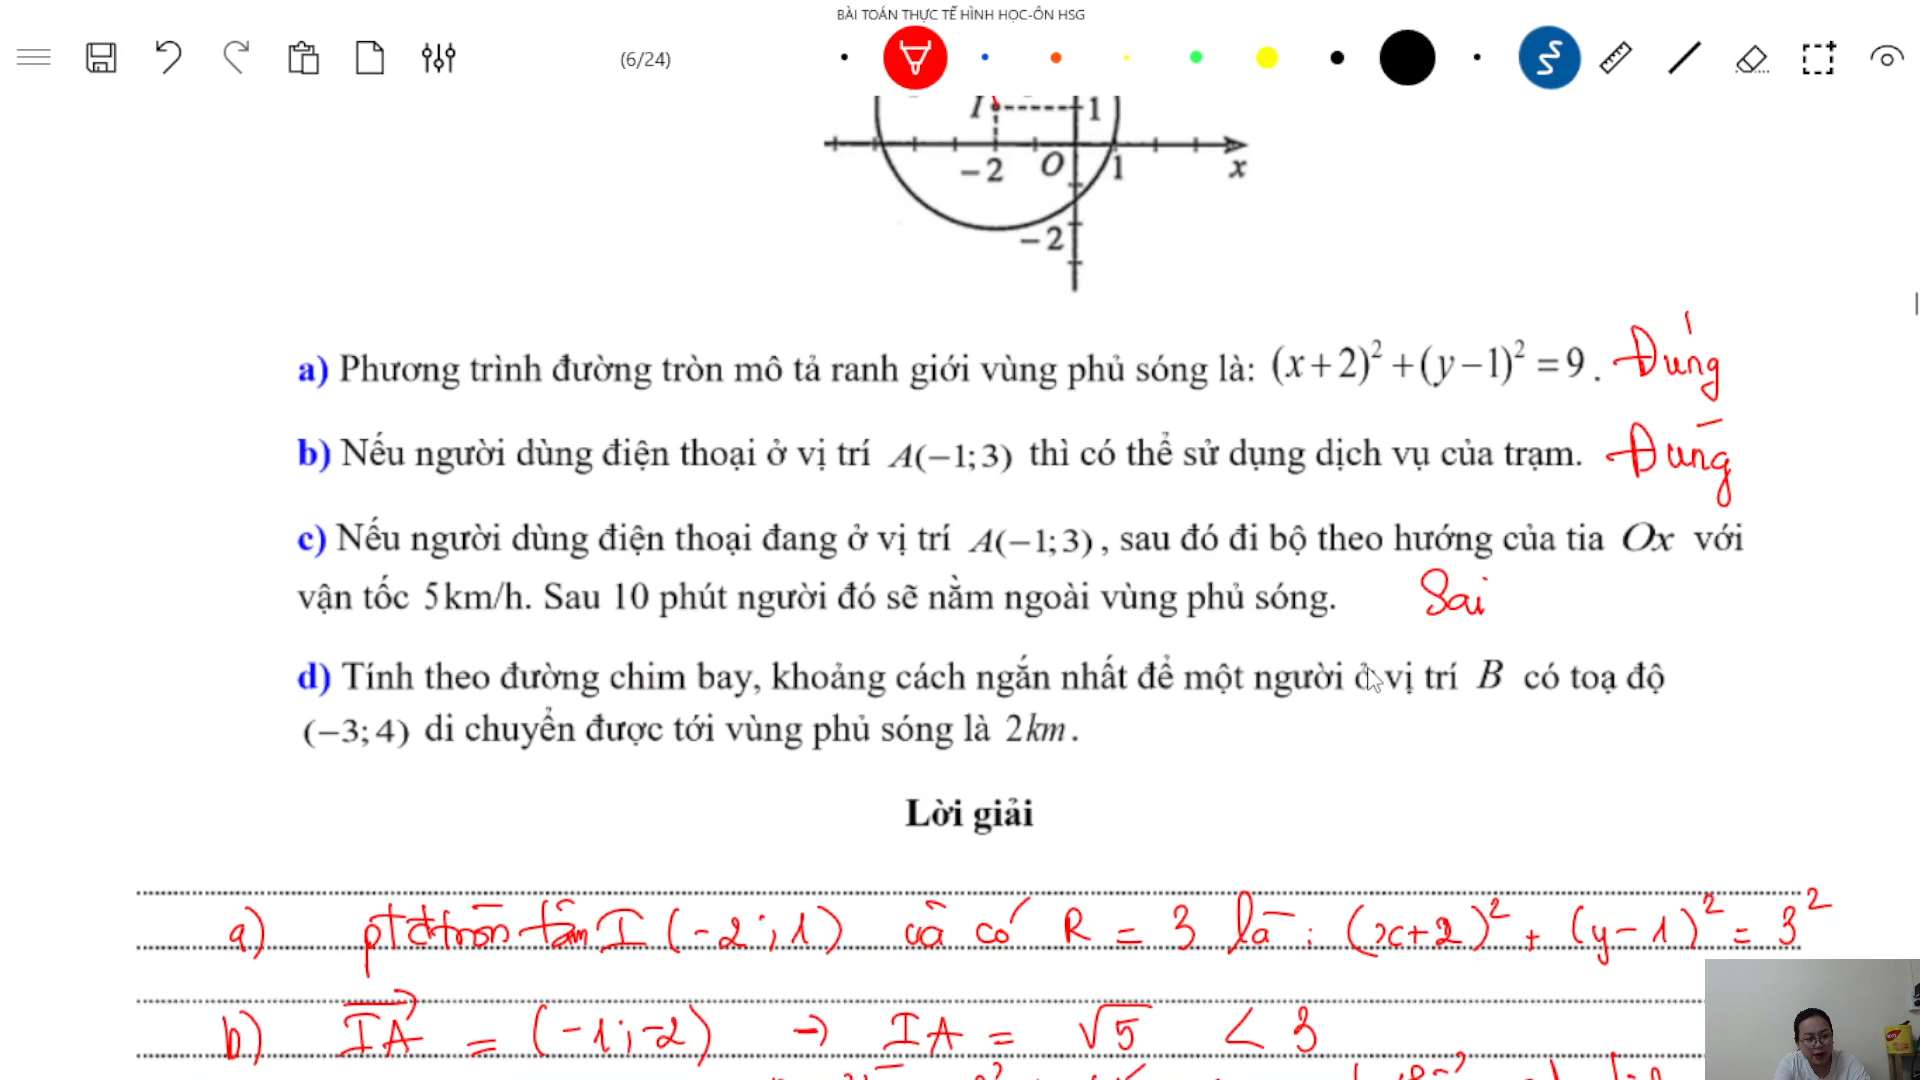 BÀI TOÁN THỰC TẾ HÌNH HỌC-ÔN HSG
(6/24)
I 1
-2 O 1 x
-2
a) Phương trình đường tròn mô tả ranh giới vùng phủ sóng là: (x+2)² + (y−1)² = 9. Đúng
b) Nếu người dùng điện thoại ở vị trí A(−1;3) thì có thể sử dụng dịch vụ của trạm. Đúng
c) Nếu người dùng điện thoại đang ở vị trí A(−1;3), sau đó đi bộ theo hướng của tia Ox với
vận tốc 5km/h. Sau 10 phút người đó sẽ nằm ngoài vùng phủ sóng. Sai
d) Tính theo đường chim bay, khoảng cách ngắn nhất để một người ở vị trí B có toạ độ
(−3;4) di chuyển được tới vùng phủ sóng là 2km.
Lời giải
a) pt đtròn tâm I (-2;1) và có R = 3 là: (x+2)² + (y-1)² = 3²
b) IA = (-1;-2) → IA = √5 < 3